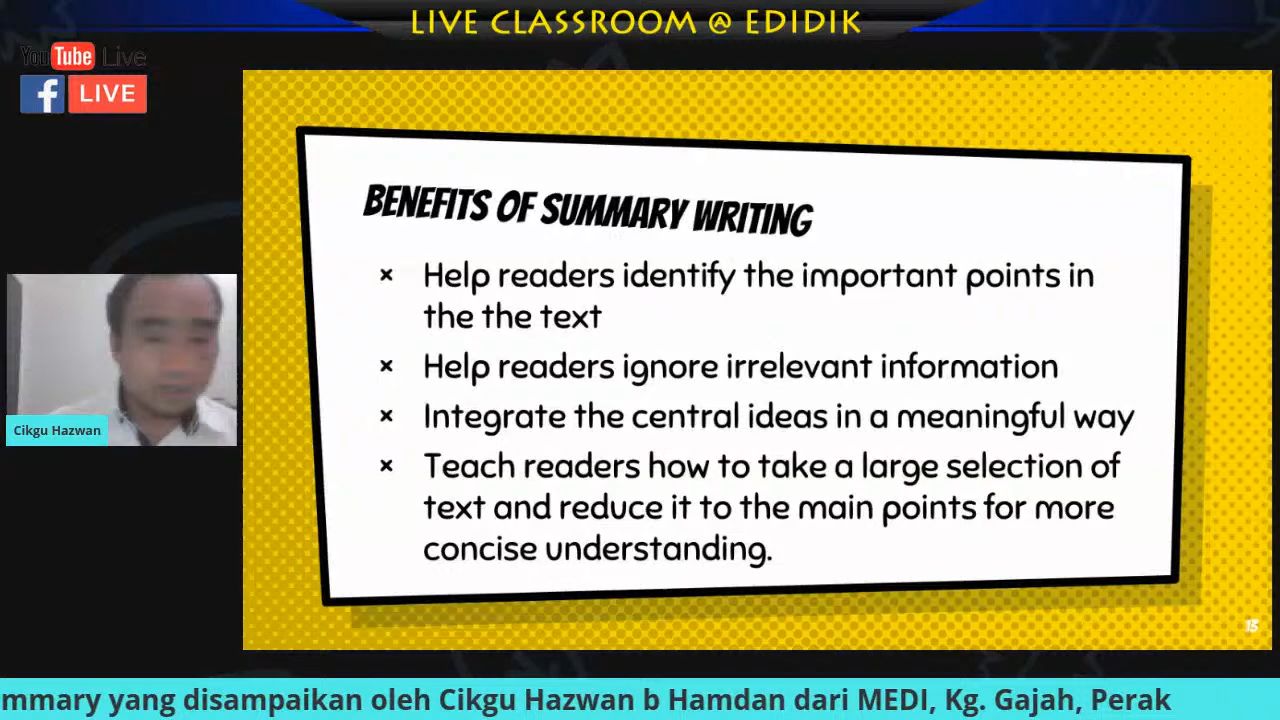 LIVE CLASSROOM @ EDIDIK
YouTube Live
f LIVE
BENEFITS OF SUMMARY WRITING
× Help readers identify the important points in
the the text
× Help readers ignore irrelevant information
× Integrate the central ideas in a meaningful way
× Teach readers how to take a large selection of
text and reduce it to the main points for more
concise understanding.
Cikgu Hazwan
13
mmary yang disampaikan oleh Cikgu Hazwan b Hamdan dari MEDI, Kg. Gajah, Perak